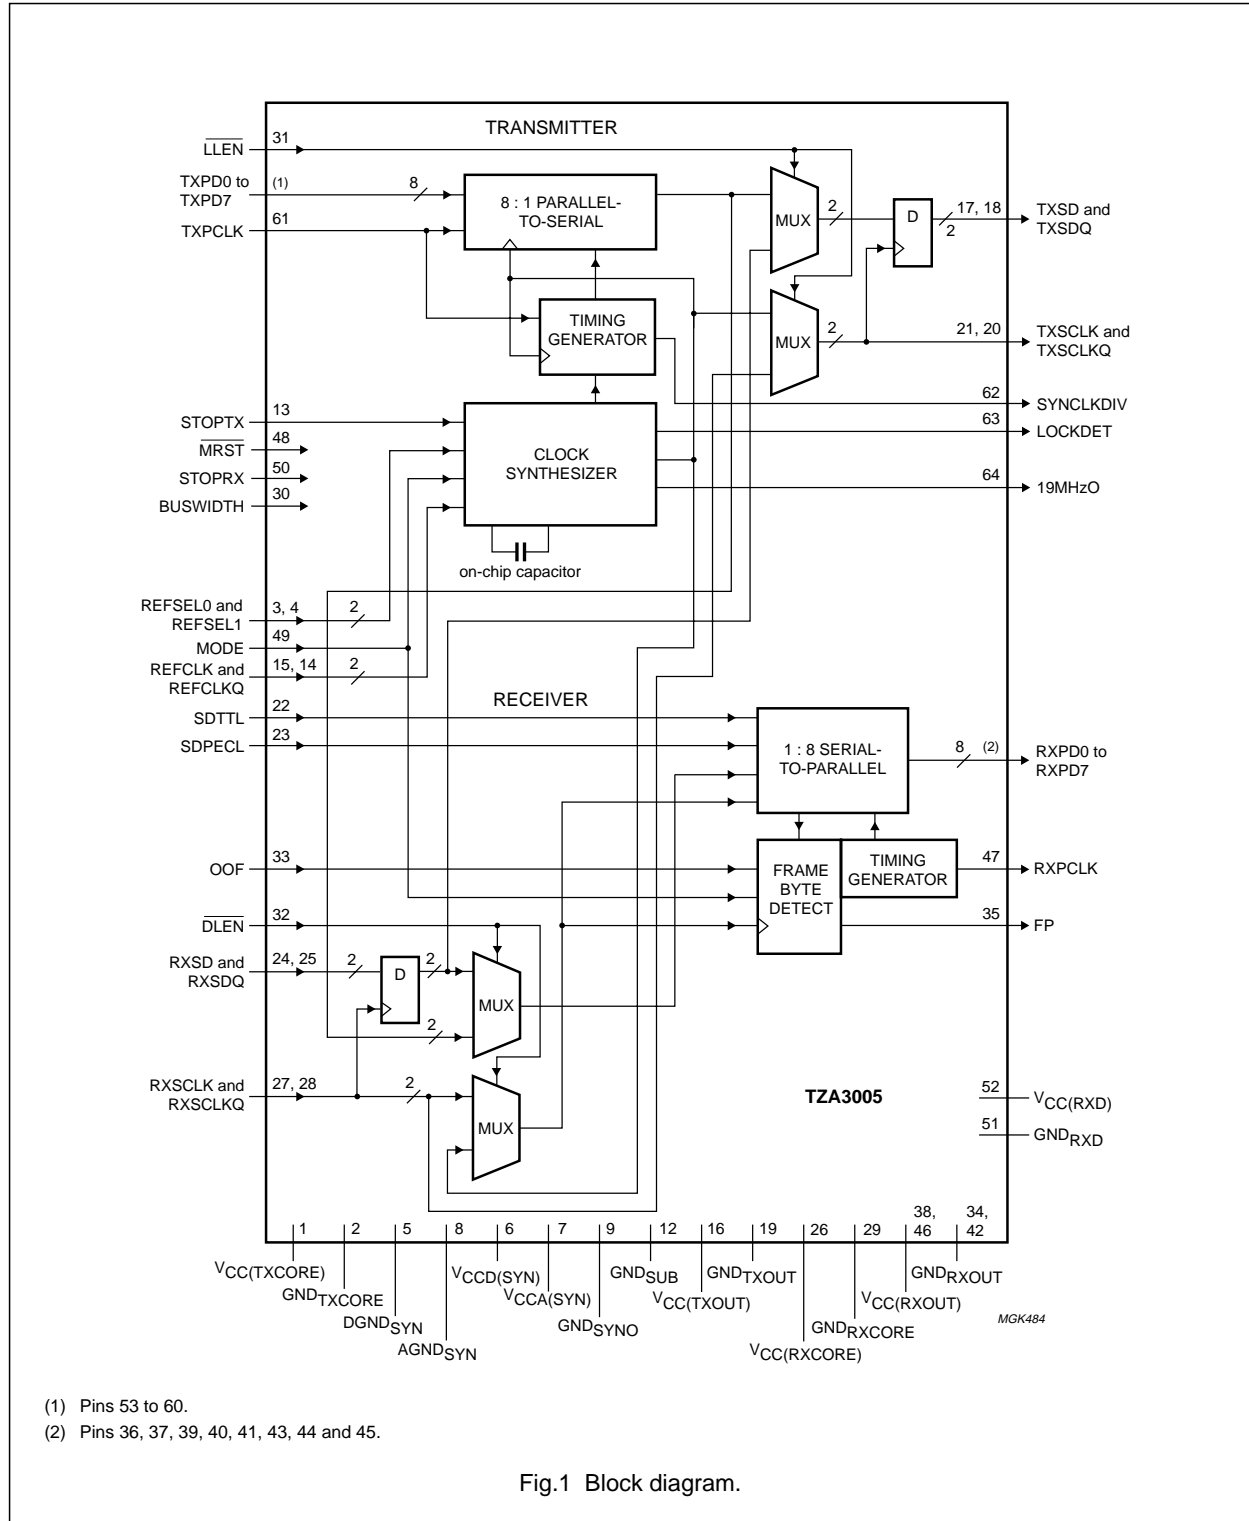 TRANSMITTER
LLEN
31
TXPD0 to
TXPD7
(1)
8
TXPCLK
61
8 : 1 PARALLEL-
TO-SERIAL
MUX
2
D
17, 18
2
TXSD and
TXSDQ
TIMING
GENERATOR
MUX
2
21, 20
TXSCLK and
TXSCLKQ
62
SYNCLKDIV
63
LOCKDET
64
19MHzO
STOPTX
13
MRST
48
STOPRX
50
BUSWIDTH
30
CLOCK
SYNTHESIZER
on-chip capacitor
REFSEL0 and
REFSEL1
3, 4
2
MODE
49
REFCLK and
REFCLKQ
15, 14
2
RECEIVER
SDTTL
22
SDPECL
23
1 : 8 SERIAL-
TO-PARALLEL
8
(2)
RXPD0 to
RXPD7
OOF
33
FRAME
BYTE
DETECT
TIMING
GENERATOR
47
RXPCLK
35
FP
DLEN
32
RXSD and
RXSDQ
24, 25
2
D
2
MUX
2
RXSCLK and
RXSCLKQ
27, 28
2
MUX
TZA3005
52
VCC(RXD)
51
GNDRXD
1
2
5
8
6
7
9
12
16
19
26
29
38,
46
34,
42
VCC(TXCORE)
GNDTXCORE
DGNDSYN
AGNDSYN
VCCD(SYN)
VCCA(SYN)
GNDSYNO
GNDSUB
VCC(TXOUT)
GNDTXOUT
VCC(RXCORE)
GNDRXCORE
VCC(RXOUT)
GNDRXOUT
MGK484
(1) Pins 53 to 60.
(2) Pins 36, 37, 39, 40, 41, 43, 44 and 45.
Fig.1 Block diagram.